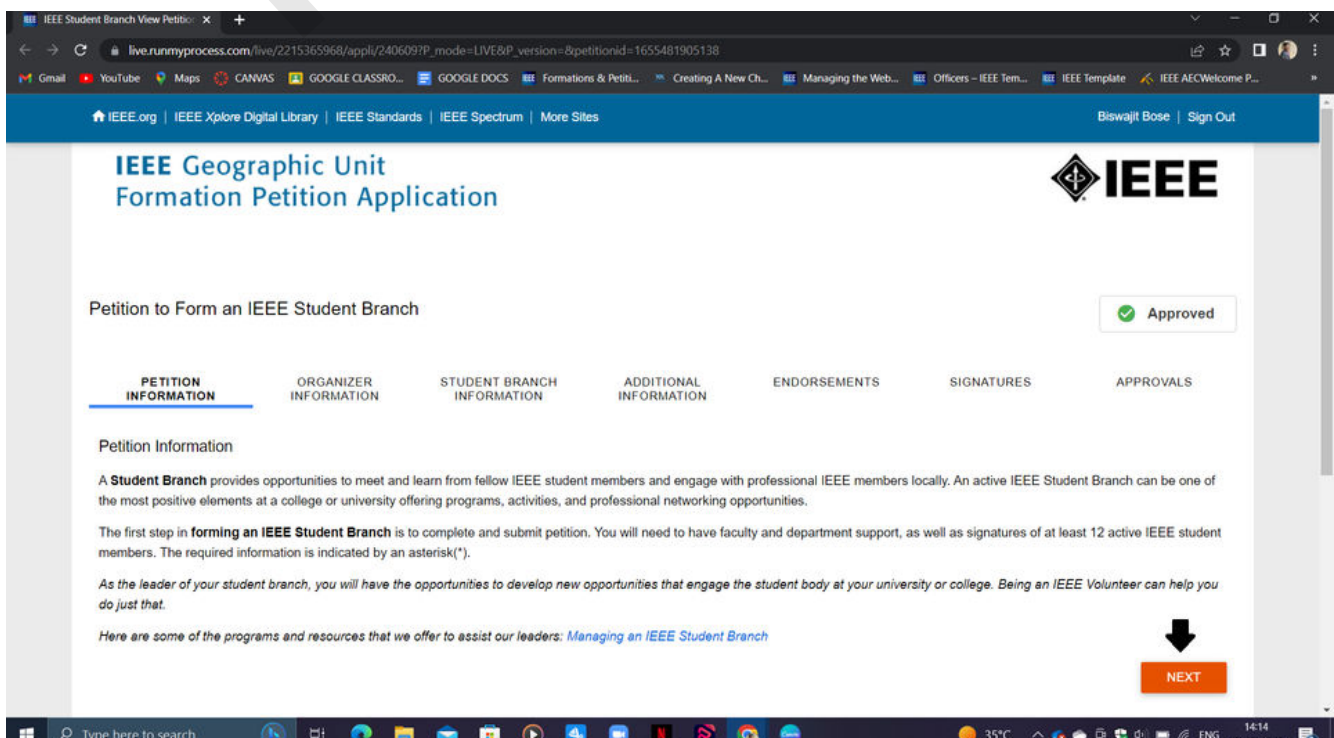 IEEE Student Branch View Petition
live.runmyprocess.com/live/2215365968/appli/240609?P_mode=LIVE&P_version=&petitionid=1655481905138
Gmail YouTube Maps CANVAS GOOGLE CLASSRO... GOOGLE DOCS Formations & Petiti... Creating A New Ch... Managing the Web... Officers – IEEE Tem... IEEE Template IEEE AECWelcome P... »
IEEE.org | IEEE Xplore Digital Library | IEEE Standards | IEEE Spectrum | More Sites Biswajit Bose | Sign Out
IEEE Geographic Unit
Formation Petition Application
IEEE
Petition to Form an IEEE Student Branch
Approved
PETITION INFORMATION
ORGANIZER INFORMATION
STUDENT BRANCH INFORMATION
ADDITIONAL INFORMATION
ENDORSEMENTS
SIGNATURES
APPROVALS
Petition Information
A Student Branch provides opportunities to meet and learn from fellow IEEE student members and engage with professional IEEE members locally. An active IEEE Student Branch can be one of
the most positive elements at a college or university offering programs, activities, and professional networking opportunities.
The first step in forming an IEEE Student Branch is to complete and submit petition. You will need to have faculty and department support, as well as signatures of at least 12 active IEEE student
members. The required information is indicated by an asterisk(*).
As the leader of your student branch, you will have the opportunities to develop new opportunities that engage the student body at your university or college. Being an IEEE Volunteer can help you
do just that.
Here are some of the programs and resources that we offer to assist our leaders: Managing an IEEE Student Branch
NEXT
Type here to search
35°C ENG 14:14